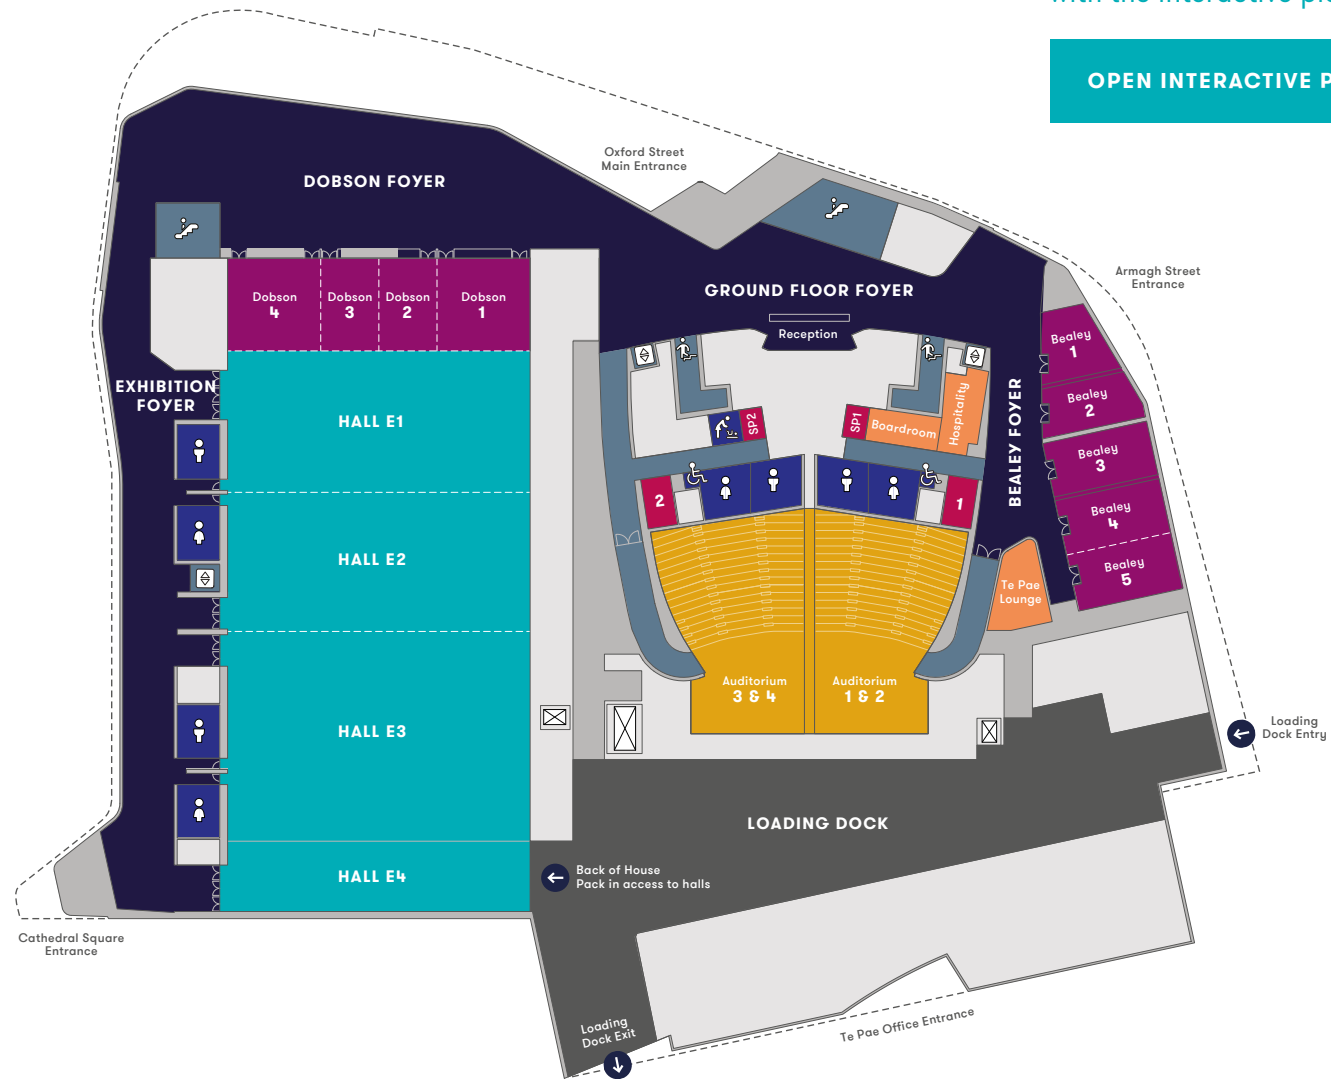 with the interactive
OPEN INTERACTIVE
Oxford Street
Main Entrance
DOBSON FOYER
Armagh Street
Entrance
GROUND FLOOR FOYER
Reception
Dobson
4
Dobson
3
Dobson
2
Dobson
1
Bealey
1
Bealey
2
Bealey
3
Bealey
4
Bealey
5
EXHIBITION
FOYER
HALL E1
HALL E2
HALL E3
HALL E4
SP2
SP1
Boardroom
Hospitality
BEALEY FOYER
2
1
Te Pae
Lounge
Auditorium
3 & 4
Auditorium
1 & 2
Loading
Dock Entry
LOADING DOCK
Back of House
Pack in access to halls
Cathedral Square
Entrance
Loading
Dock Exit
Te Pae Office Entrance